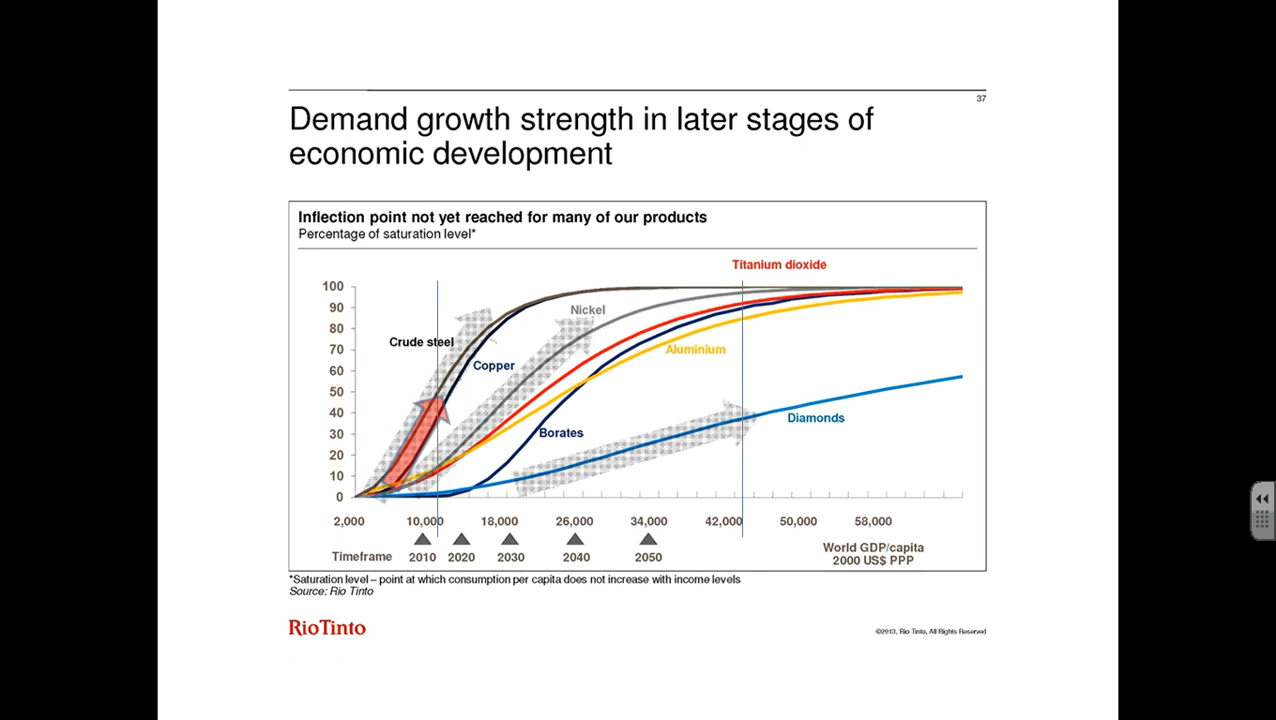 37
Demand growth strength in later stages of
economic development
Inflection point not yet reached for many of our products
Percentage of saturation level*
Titanium dioxide
100
90
80
70
60
50
40
30
20
10
0
Nickel
Crude steel
Aluminium
Copper
Diamonds
Borates
2,000 10,000 18,000 26,000 34,000 42,000 50,000 58,000
Timeframe 2010 2020 2030 2040 2050
World GDP/capita
2000 US$ PPP
*Saturation level – point at which consumption per capita does not increase with income levels
Source: Rio Tinto
RioTinto
©2013, Rio Tinto, All Rights Reserved